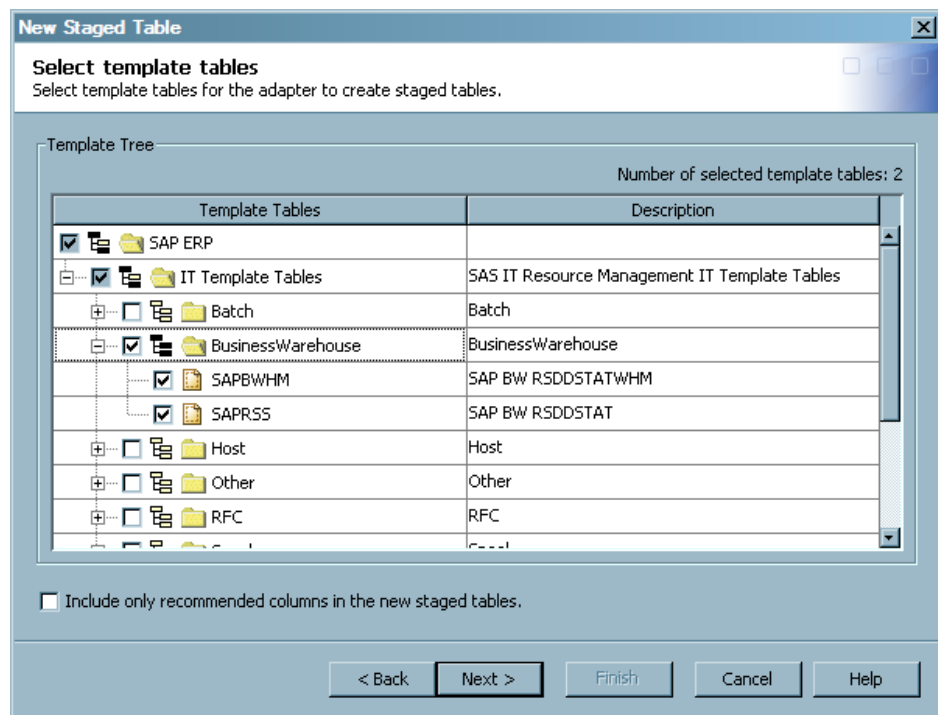 New Staged Table
Select template tables
Select template tables for the adapter to create staged tables.
Template Tree
Number of selected template tables: 2
Template Tables Description
SAP ERP
IT Template Tables SAS IT Resource Management IT Template Tables
Batch Batch
BusinessWarehouse BusinessWarehouse
SAPBWHM SAP BW RSDDSTATWHM
SAPRSS SAP BW RSDDSTAT
Host Host
Other Other
RFC RFC
Include only recommended columns in the new staged tables.
< Back Next > Finish Cancel Help